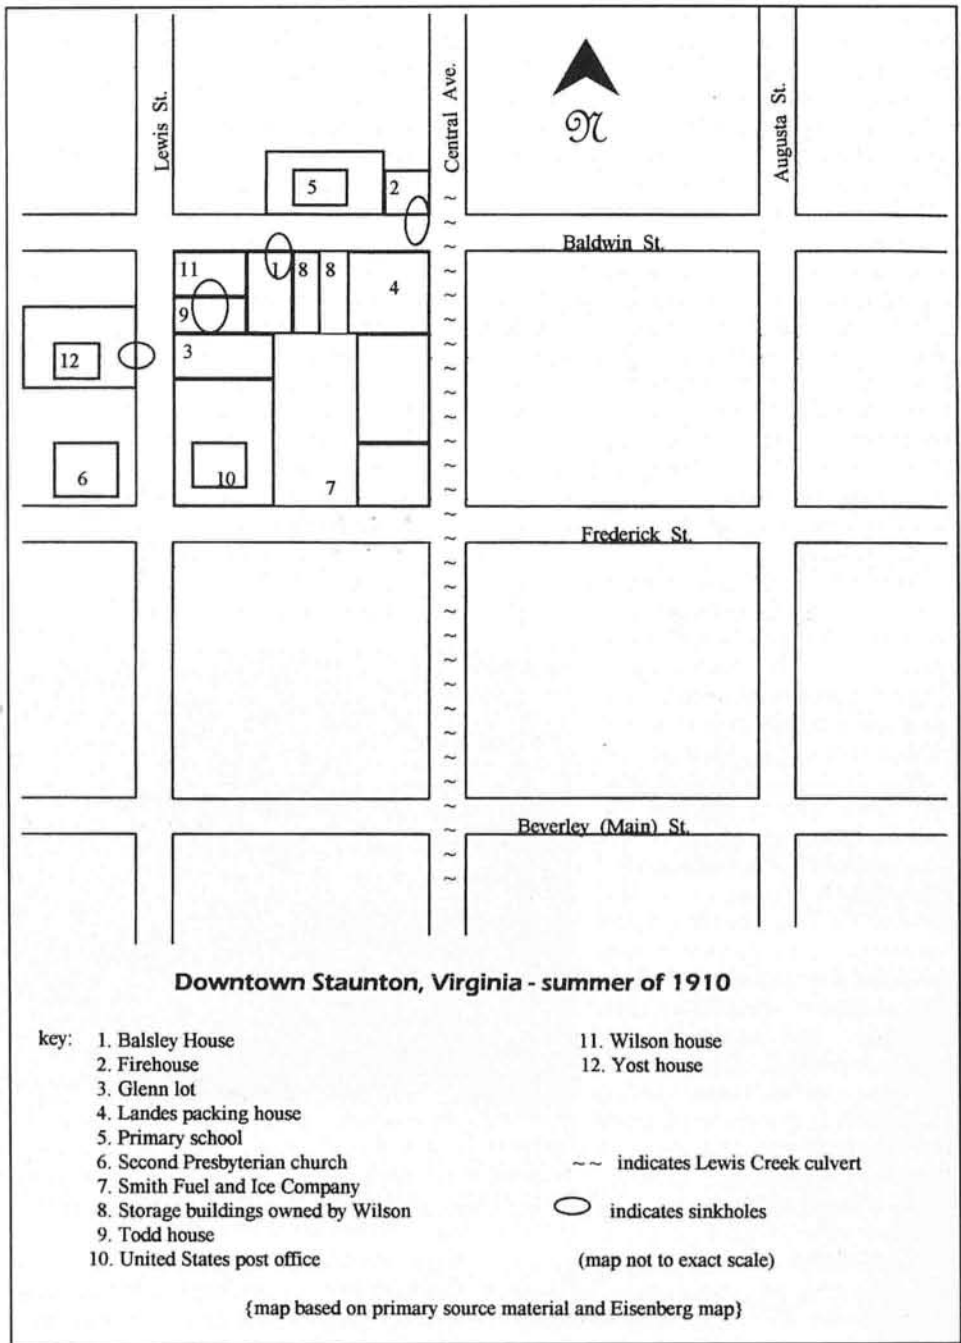 Lewis St.
Central Ave.
N
Augusta St.
5
2
Baldwin St.
11
1
8
8
4
9
3
12
6
10
7
Frederick St.
Beverley (Main) St.
Downtown Staunton, Virginia - summer of 1910
key:
1. Balsley House
2. Firehouse
3. Glenn lot
4. Landes packing house
5. Primary school
6. Second Presbyterian church
7. Smith Fuel and Ice Company
8. Storage buildings owned by Wilson
9. Todd house
10. United States post office
11. Wilson house
12. Yost house
~~ indicates Lewis Creek culvert
indicates sinkholes
(map not to exact scale)
{map based on primary source material and Eisenberg map}